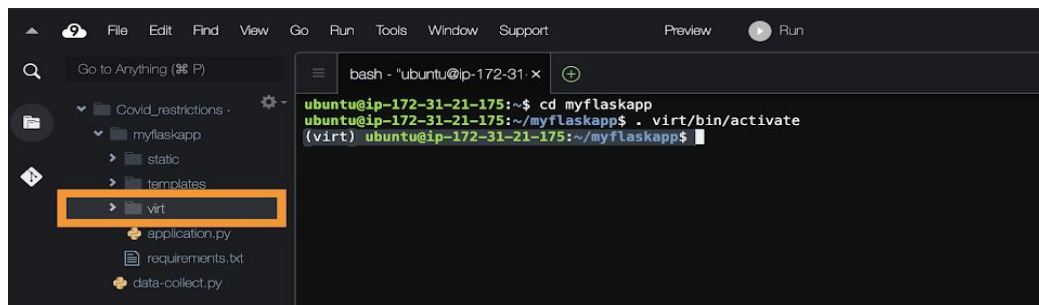 9 File Edit Find View Go Run Tools Window Support Preview Run
Go to Anything (⌘ P)
bash - "ubuntu@ip-172-31-
Covid_restrictions -
myflaskapp
static
templates
virt
application.py
requirements.txt
data-collect.py
ubuntu@ip-172-31-21-175:~$ cd myflaskapp
ubuntu@ip-172-31-21-175:~/myflaskapp$ . virt/bin/activate
(virt) ubuntu@ip-172-31-21-175:~/myflaskapp$